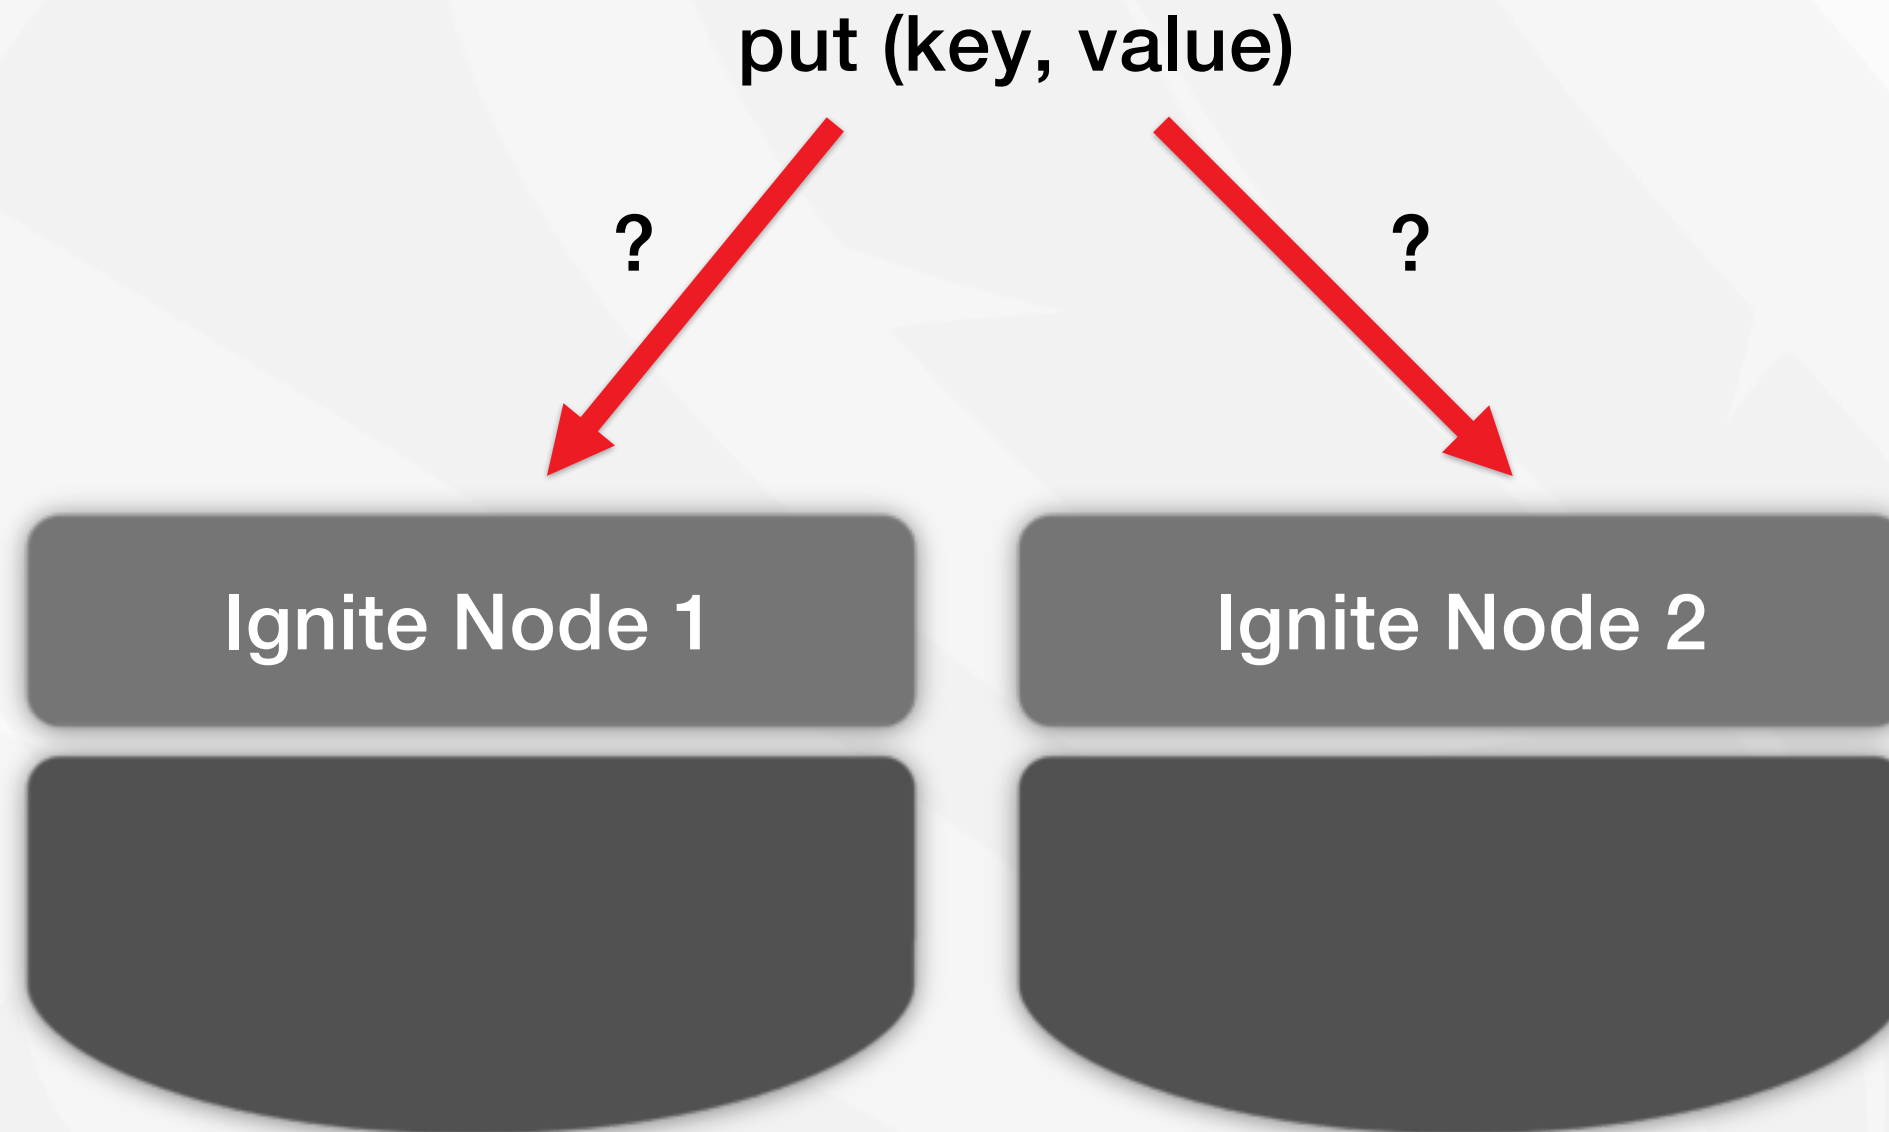 put (key, value)
? ?
Ignite Node 1 Ignite Node 2